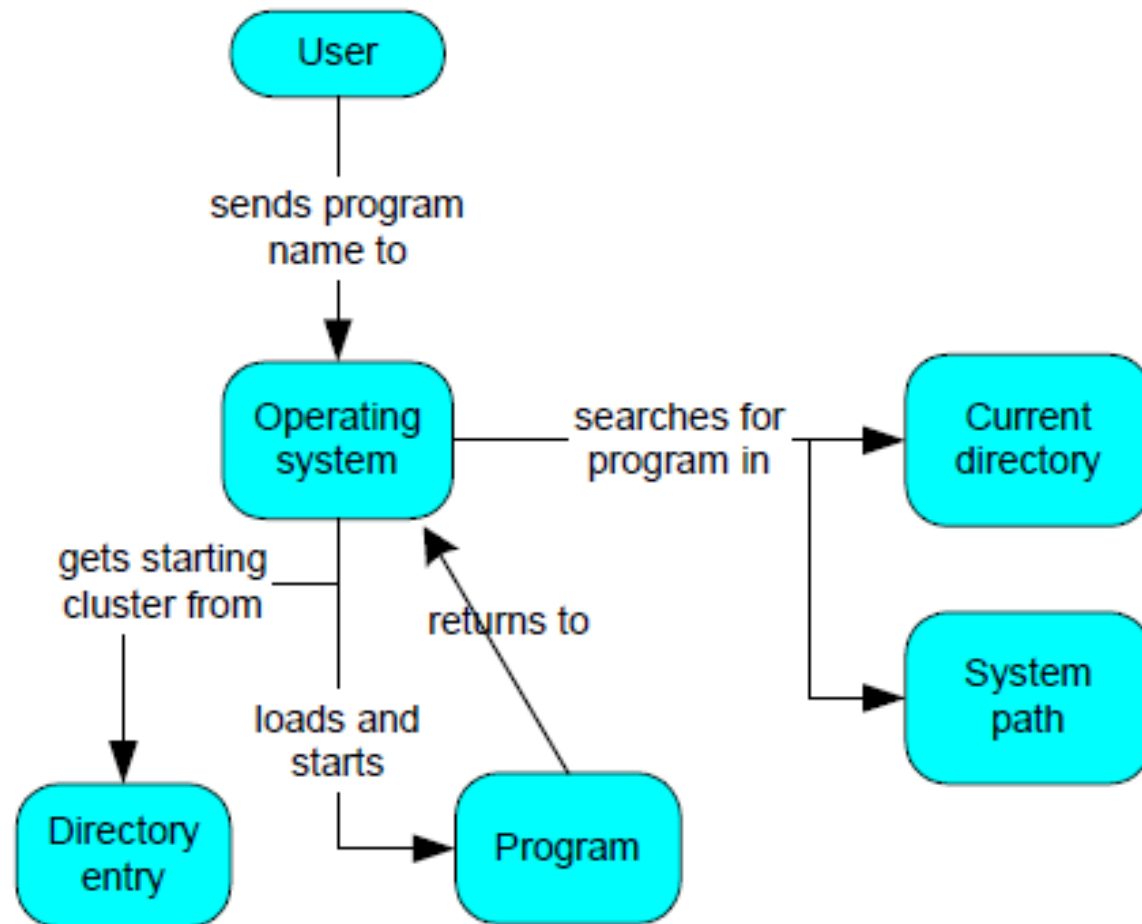 User
sends program
name to
Operating
system
searches for
program in
Current
directory
gets starting
cluster from
returns to
System
path
loads and
starts
Directory
entry
Program